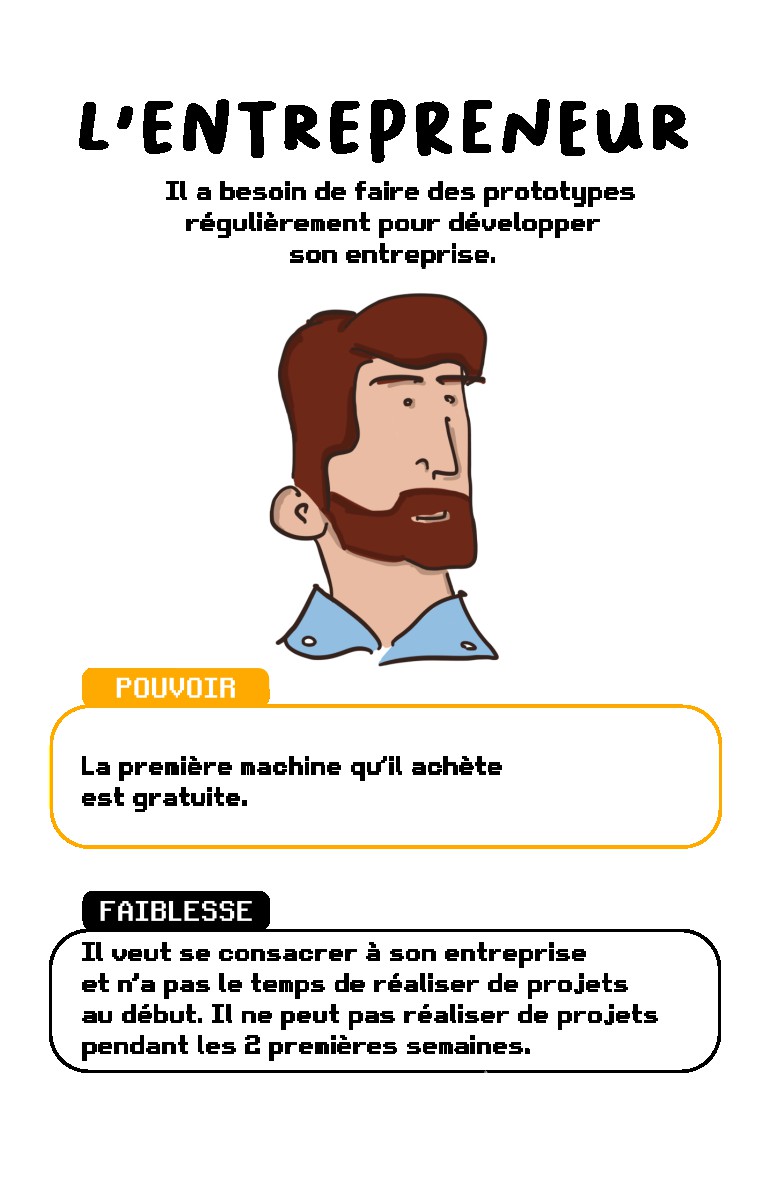 L'ENTREPRENEUR
Il a besoin de faire des prototypes
régulièrement pour développer
son entreprise.
POUVOIR
La première machine qu'il achète
est gratuite.
FAIBLESSE
Il veut se consacrer à son entreprise
et n'a pas le temps de réaliser de projets
au début. Il ne peut pas réaliser de projets
pendant les 2 premières semaines.